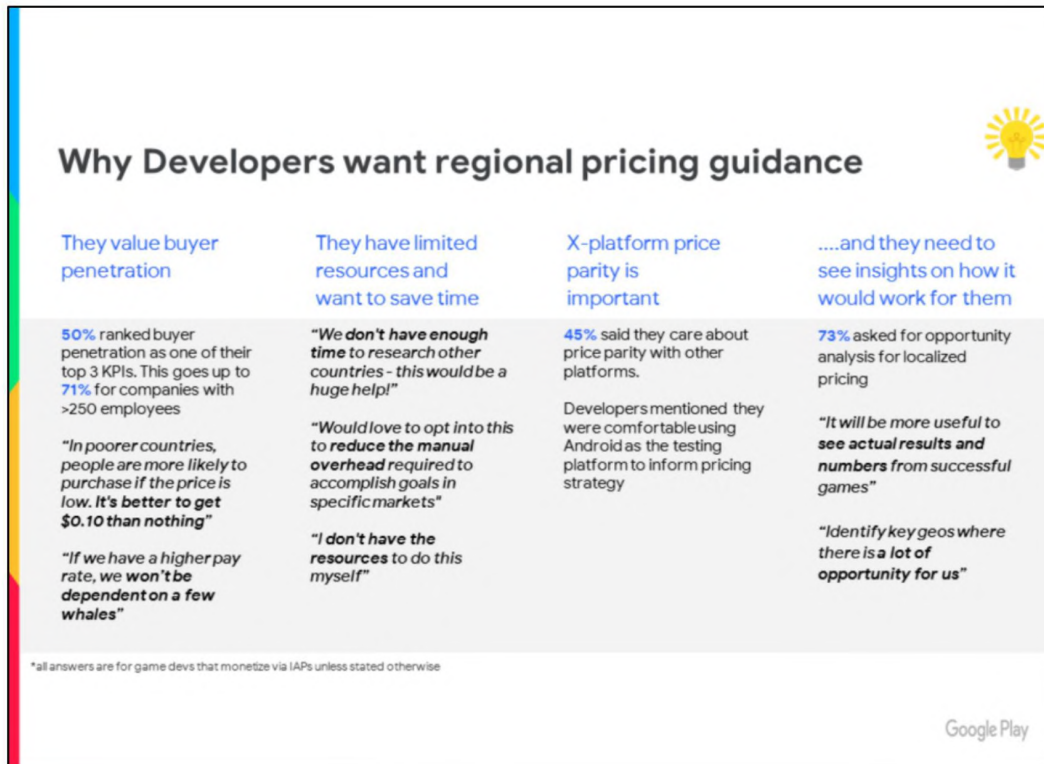 Why Developers want regional pricing guidance
They value buyer
penetration
50% ranked buyer
penetration as one of their
top 3 KPIs. This goes up to
71% for companies with
>250 employees
"In poorer countries,
people are more likely to
purchase if the price is
low. It's better to get
$0.10 than nothing"
"If we have a higher pay
rate, we won't be
dependent on a few
whales"
They have limited
resources and
want to save time
"We don't have enough
time to research other
countries - this would be a
huge help!"
"Would love to opt into this
to reduce the manual
overhead required to
accomplish goals in
specific markets"
"I don't have the
resources to do this
myself"
X-platform price
parity is
important
45% said they care about
price parity with other
platforms.
Developers mentioned they
were comfortable using
Android as the testing
platform to inform pricing
strategy
....and they need to
see insights on how it
would work for them
73% asked for opportunity
analysis for localized
pricing
"It will be more useful to
see actual results and
numbers from successful
games"
"Identify key geos where
there is a lot of
opportunity for us"
*all answers are for game devs that monetize via IAPs unless stated otherwise
Google Play